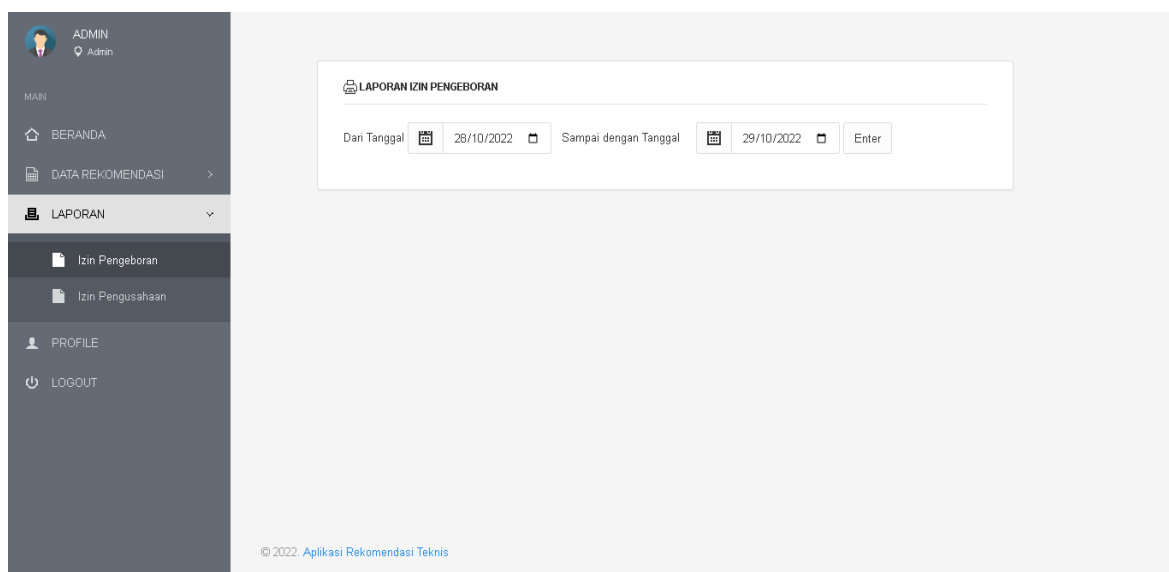 ADMIN
Admin
MAIN
BERANDA
DATA REKOMENDASI
LAPORAN
Izin Pengeboran
Izin Pengusahaan
PROFILE
LOGOUT
LAPORAN IZIN PENGEBORAN
Dari Tanggal 28/10/2022 Sampai dengan Tanggal 29/10/2022 Enter
© 2022. Aplikasi Rekomendasi Teknis